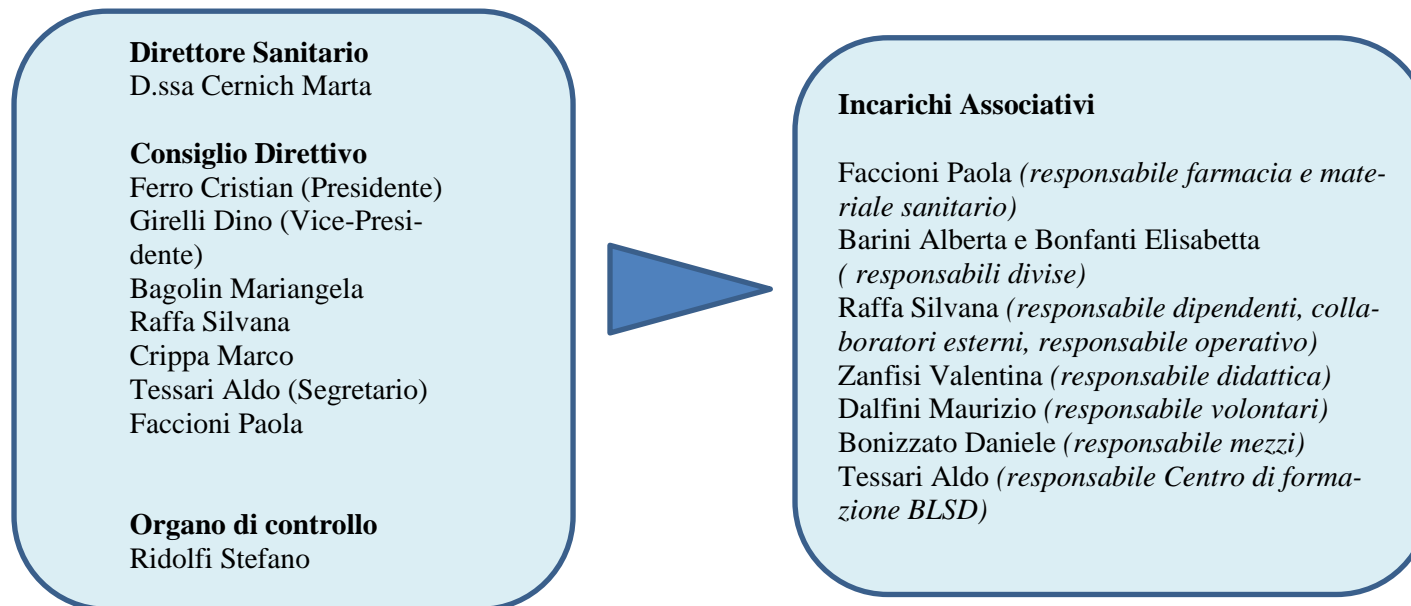 Direttore Sanitario
D.ssa Cernich Marta
Consiglio Direttivo
Ferro Cristian (Presidente)
Girelli Dino (Vice-Presi-
dente)
Bagolin Mariangela
Raffa Silvana
Crippa Marco
Tessari Aldo (Segretario)
Faccioni Paola
Organo di controllo
Ridolfi Stefano
Incarichi Associativi
Faccioni Paola (responsabile farmacia e mate-
riale sanitario)
Barini Alberta e Bonfanti Elisabetta
( responsabili divise)
Raffa Silvana (responsabile dipendenti, colla-
boratori esterni, responsabile operativo)
Zanfisi Valentina (responsabile didattica)
Dalfini Maurizio (responsabile volontari)
Bonizzato Daniele (responsabile mezzi)
Tessari Aldo (responsabile Centro di forma-
zione BLSD)